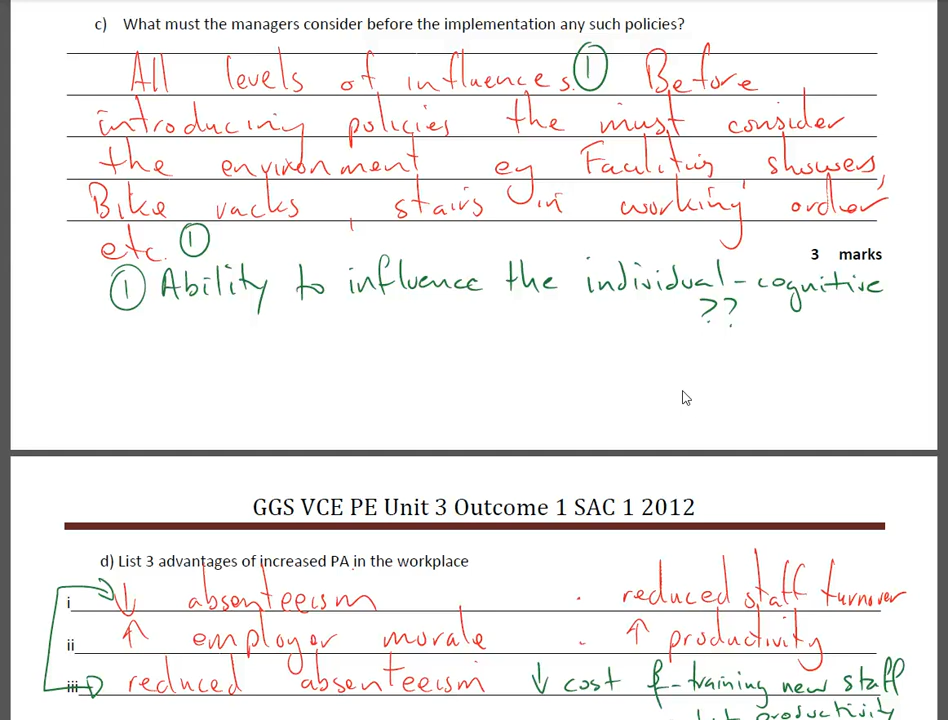 c) What must the managers consider before the implementation any such policies?
All levels of influences. ① Before
introducing policies the must consider
the environment eg Facilities showers,
Bike racks, stairs in working order
etc. ①
3 marks
① Ability to influence the individual - cognitive
??
GGS VCE PE Unit 3 Outcome 1 SAC 1 2012
d) List 3 advantages of increased PA in the workplace
i ↓ absenteeism · reduced staff turnover
ii ↑ employer morale · ↑ productivity
iii reduced absenteeism ↓ cost f - training new staff
productivity